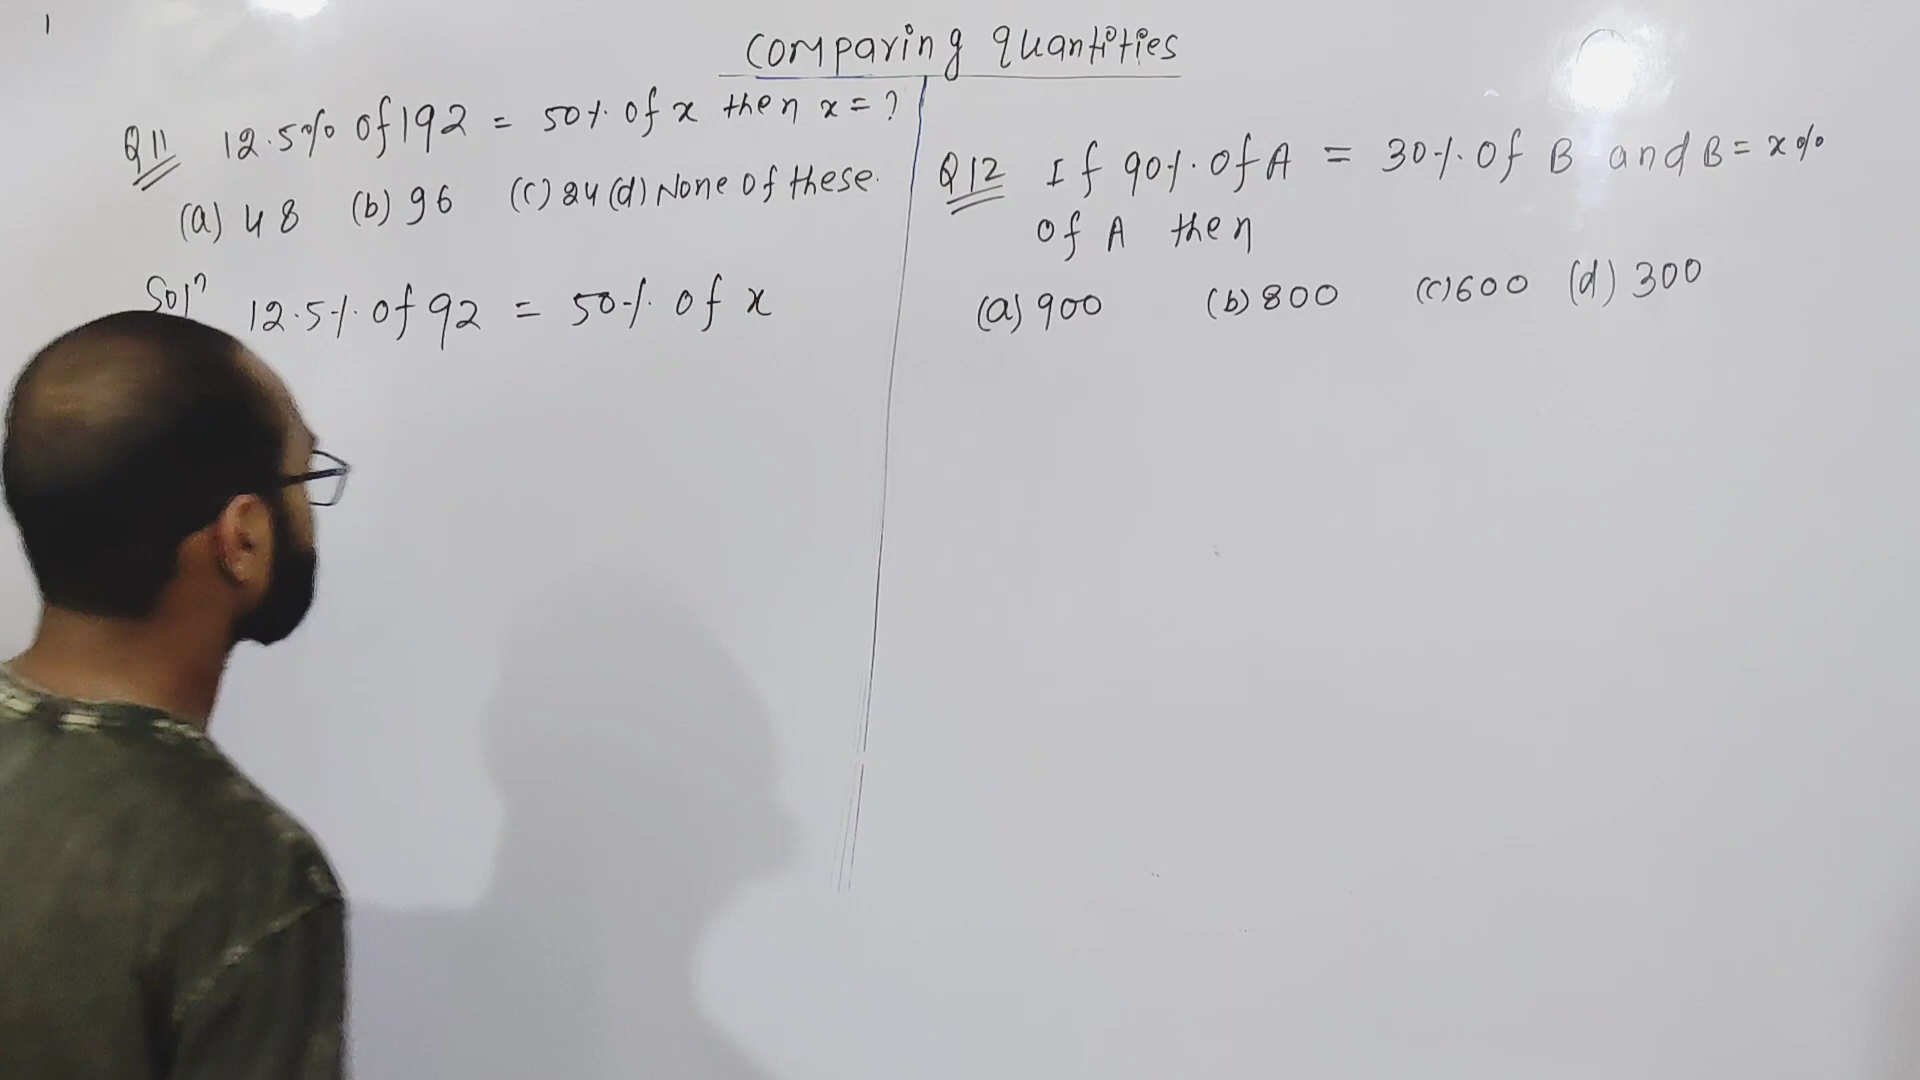 Comparing quantities
Q11 12.5% of 192 = 50% of x then x = ?
(a) 48 (b) 96 (c) 24 (d) None of these.
Soln 12.5% of 92 = 50% of x
Q12 If 90% of A = 30% of B and B = x%
of A then
(a) 900 (b) 800 (c) 600 (d) 300